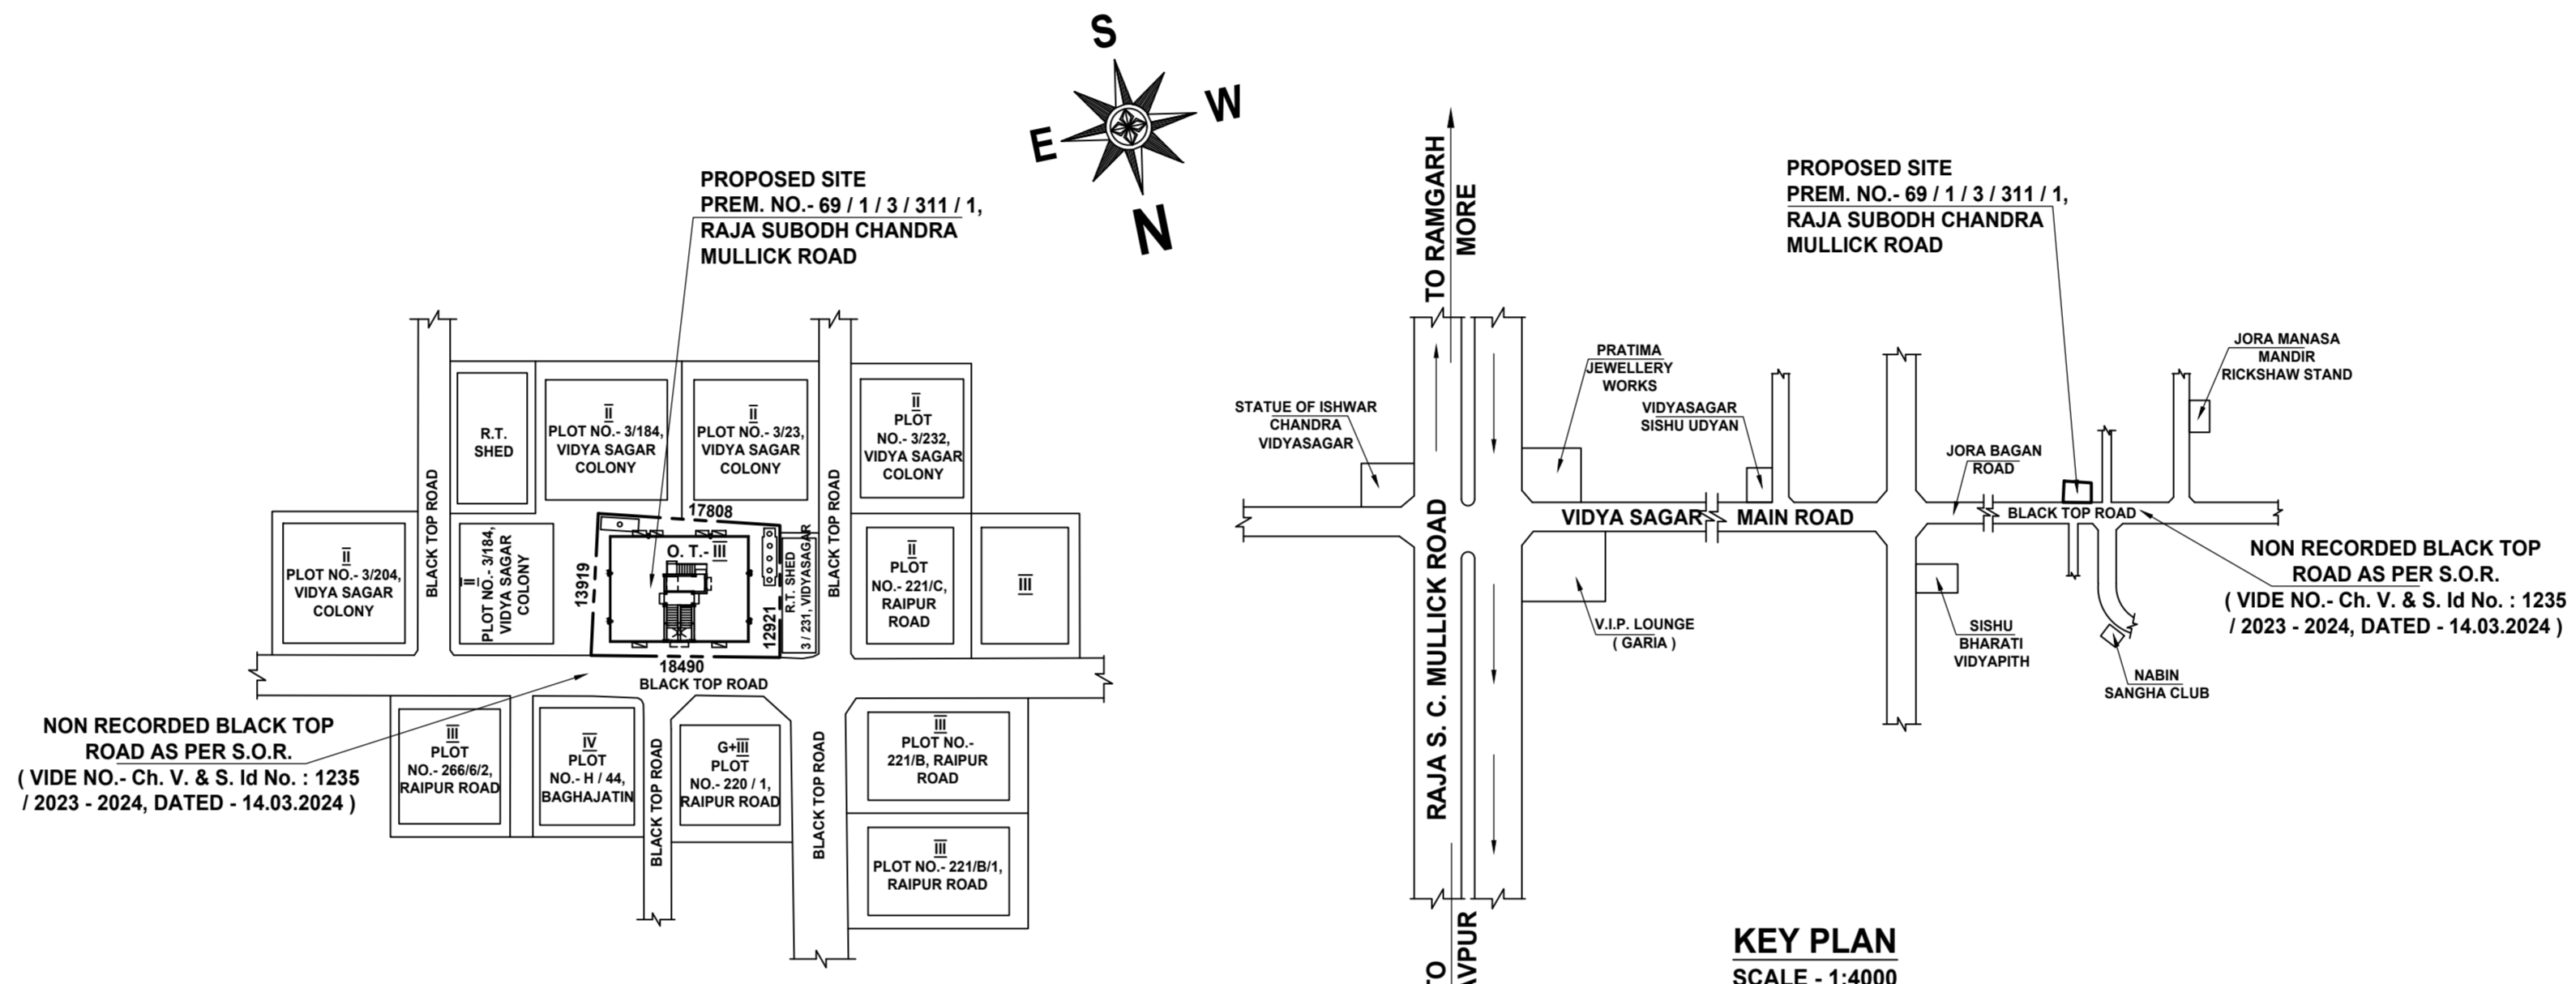 S
W
E
N
PROPOSED SITE
PREM. NO.- 69 / 1 / 3 / 311 / 1,
RAJA SUBODH CHANDRA
MULLICK ROAD
BLACK TOP ROAD
R.T.
SHED
II
PLOT NO.- 3/184,
VIDYA SAGAR
COLONY
II
PLOT NO.- 3/23,
VIDYA SAGAR
COLONY
BLACK TOP ROAD
II
PLOT
NO.- 3/232,
VIDYA SAGAR
COLONY
II
PLOT NO.- 3/204,
VIDYA SAGAR
COLONY
II
PLOT NO.- 3/184,
VIDYA SAGAR
COLONY
17808
13919
O. T.- III
12921
18490
R.T. SHED
3 / 231, VIDYASAGAR
II
PLOT
NO.- 221/C,
RAIPUR
ROAD
III
BLACK TOP ROAD
NON RECORDED BLACK TOP
ROAD AS PER S.O.R.
( VIDE NO.- Ch. V. & S. Id No. : 1235
/ 2023 - 2024, DATED - 14.03.2024 )
III
PLOT
NO.- 266/6/2,
RAIPUR ROAD
IV
PLOT
NO.- H / 44,
BAGHAJATIN
BLACK TOP ROAD
G+III
PLOT
NO.- 220 / 1,
RAIPUR ROAD
BLACK TOP ROAD
III
PLOT NO.-
221/B, RAIPUR
ROAD
III
PLOT NO.- 221/B/1,
RAIPUR ROAD
TO RAMGARH
MORE
PROPOSED SITE
PREM. NO.- 69 / 1 / 3 / 311 / 1,
RAJA SUBODH CHANDRA
MULLICK ROAD
STATUE OF ISHWAR
CHANDRA
VIDYASAGAR
PRATIMA
JEWELLERY
WORKS
VIDYASAGAR
SISHU UDYAN
JORA BAGAN
ROAD
JORA MANASA
MANDIR
RICKSHAW STAND
RAJA S. C. MULLICK ROAD
VIDYA SAGAR MAIN ROAD
BLACK TOP ROAD
NON RECORDED BLACK TOP
ROAD AS PER S.O.R.
( VIDE NO.- Ch. V. & S. Id No. : 1235
/ 2023 - 2024, DATED - 14.03.2024 )
V.I.P. LOUNGE
( GARIA )
SISHU
BHARATI
VIDYAPITH
NABIN
SANGHA CLUB
TO
AVPUR
KEY PLAN
SCALE - 1:4000